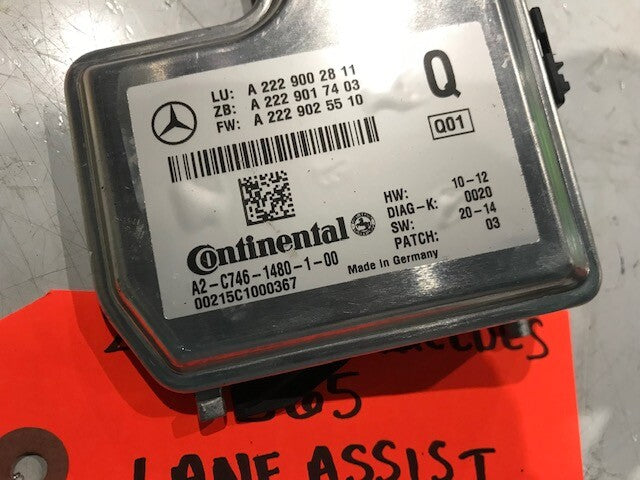 LU: A 222 900 28 11
ZB: A 222 901 74 03
FW: A 222 902 55 10
Q
Q01
HW: 10-12
DIAG-K: 0020
SW: 20-14
PATCH: 03
Continental
A2-C746-1480-1-00
00215C1000367
Made in Germany
LANE ASSIST